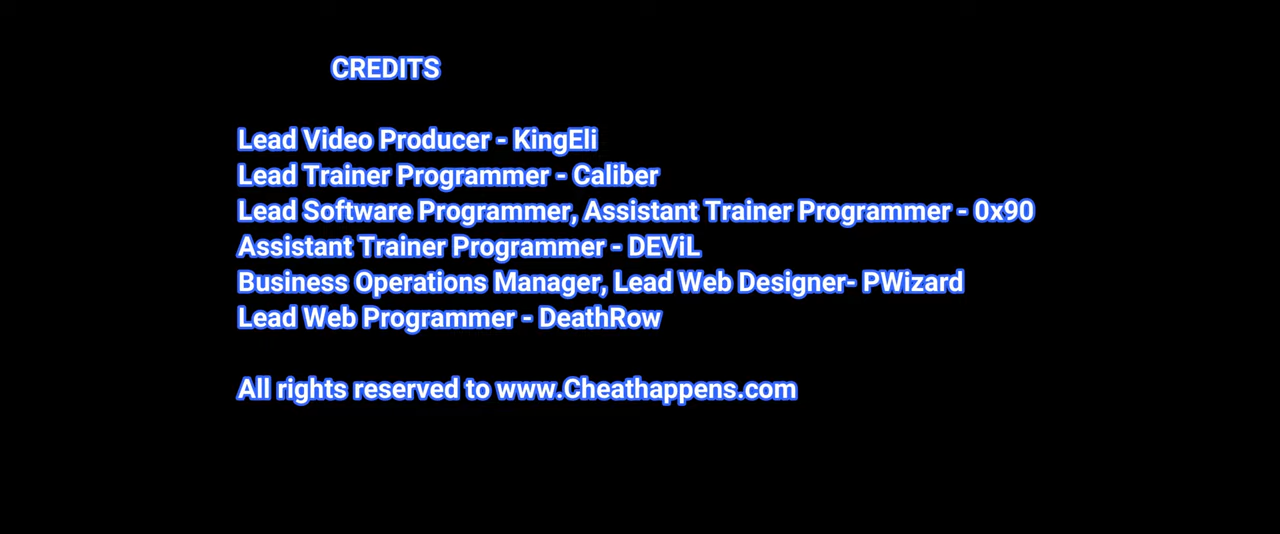 CREDITS
Lead Video Producer - KingEli
Lead Trainer Programmer - Caliber
Lead Software Programmer, Assistant Trainer Programmer - 0x90
Assistant Trainer Programmer - DEViL
Business Operations Manager, Lead Web Designer- PWizard
Lead Web Programmer - DeathRow
All rights reserved to www.Cheathappens.com